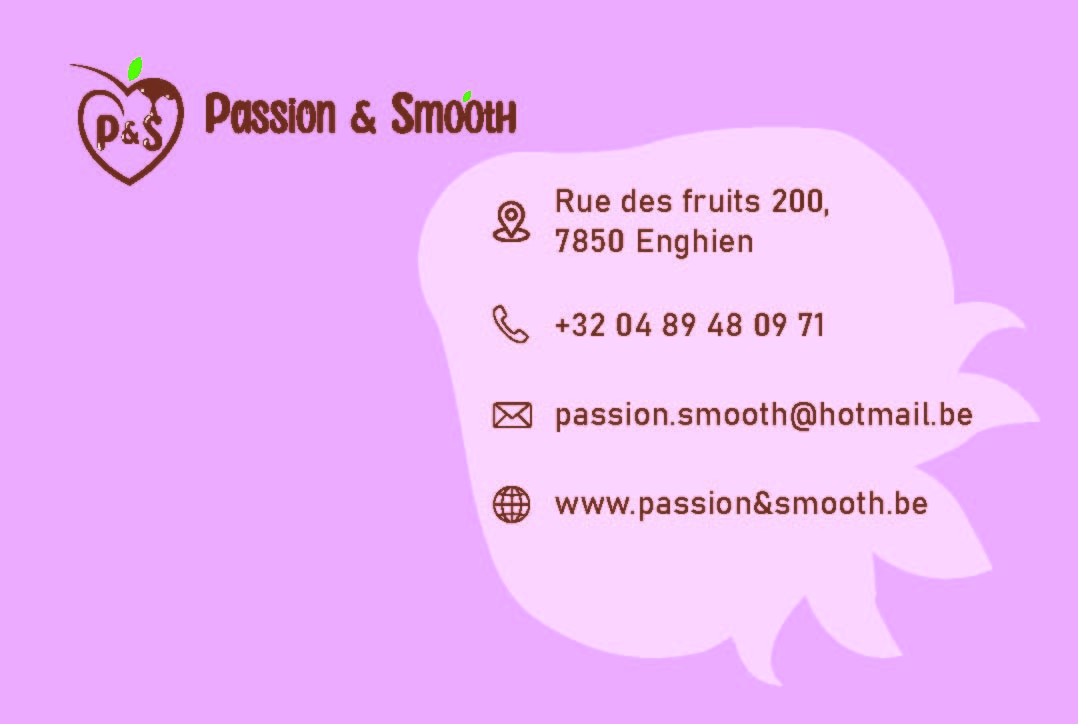 P&S
Passion & Smooth
Rue des fruits 200,
7850 Enghien
+32 04 89 48 09 71
passion.smooth@hotmail.be
www.passion&smooth.be